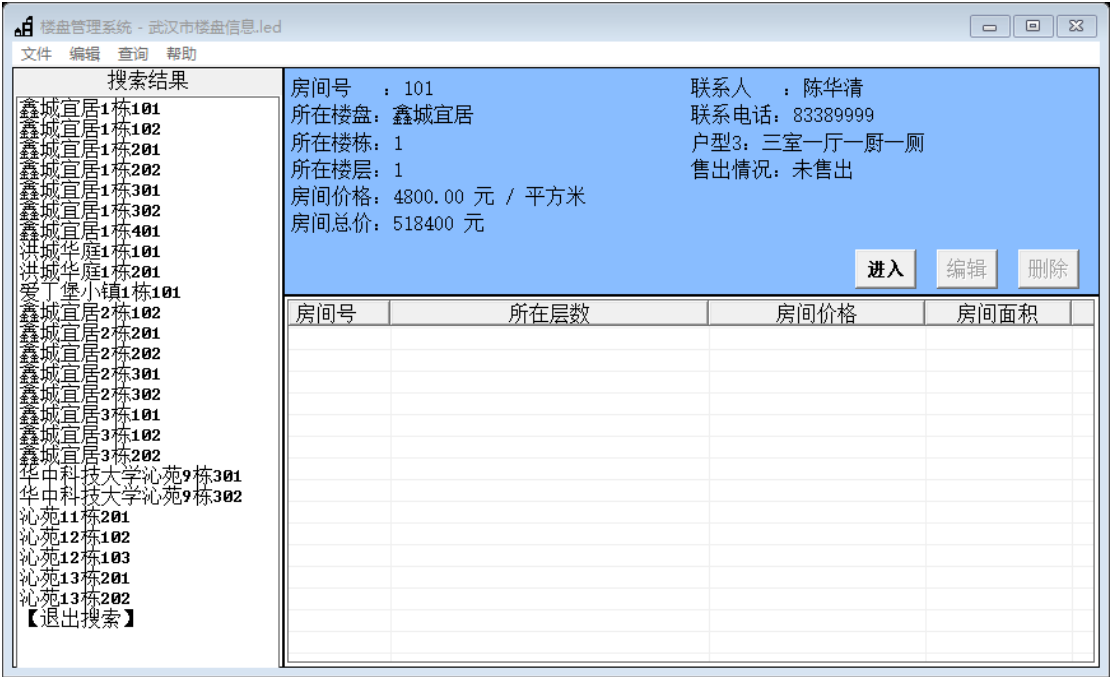 楼盘管理系统 - 武汉市楼盘信息.led
文件 编辑 查询 帮助
搜索结果
鑫城宜居1栋101
鑫城宜居1栋102
鑫城宜居1栋201
鑫城宜居1栋202
鑫城宜居1栋301
鑫城宜居1栋302
鑫城宜居1栋401
洪城华庭1栋101
洪城华庭1栋201
爱丁堡小镇1栋101
鑫城宜居2栋102
鑫城宜居2栋201
鑫城宜居2栋202
鑫城宜居2栋301
鑫城宜居2栋302
鑫城宜居3栋101
鑫城宜居3栋102
鑫城宜居3栋202
华中科技大学沁苑9栋301
华中科技大学沁苑9栋302
沁苑11栋201
沁苑12栋102
沁苑12栋103
沁苑13栋201
沁苑13栋202
【退出搜索】
房间号 : 101
所在楼盘: 鑫城宜居
所在楼栋: 1
所在楼层: 1
房间价格: 4800.00 元 / 平方米
房间总价: 518400 元
联系人 : 陈华清
联系电话: 83389999
户型3: 三室一厅一厨一厕
售出情况: 未售出
进入 编辑 删除
房间号 所在层数 房间价格 房间面积